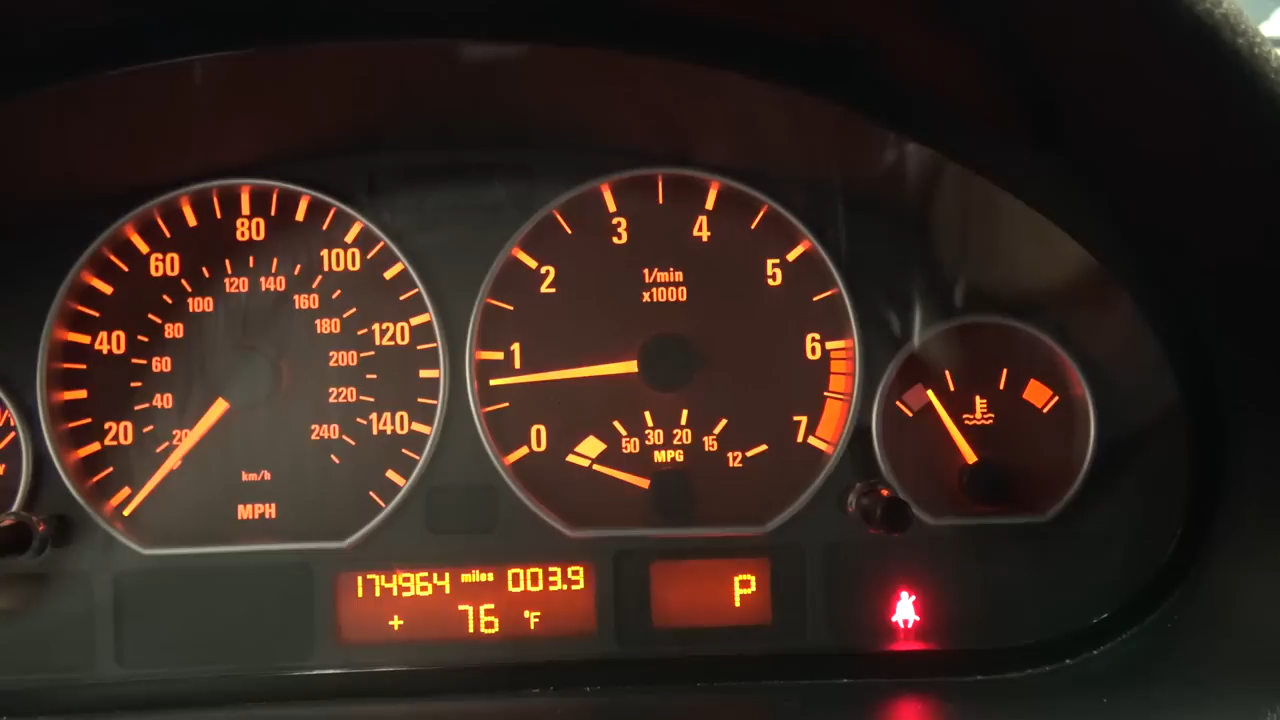 20 40 60 80 100 120 140
20 40 60 80 100 120 140 160 180 200 220 240
km/h
MPH
0 1 2 3 4 5 6 7
1/min
x1000
50 30 20 15 12
MPG
174964 miles 003.9
+ 76 °F
P